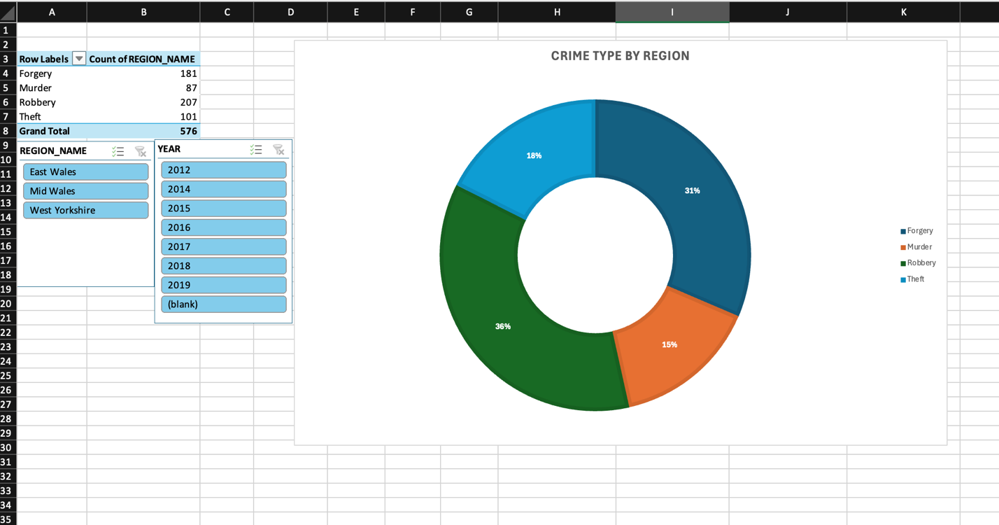 A B C D E F G H I J K
1
2
3 Row Labels Count of REGION_NAME
4 Forgery 181
5 Murder 87
6 Robbery 207
7 Theft 101
8 Grand Total 576
9
10
11
12
13
14
15
16
17
18
19
20
21
22
23
24
25
26
27
28
29
30
31
32
33
34
35
REGION_NAME
East Wales
Mid Wales
West Yorkshire
YEAR
2012
2014
2015
2016
2017
2018
2019
(blank)
CRIME TYPE BY REGION
18%
31%
36%
15%
Forgery
Murder
Robbery
Theft